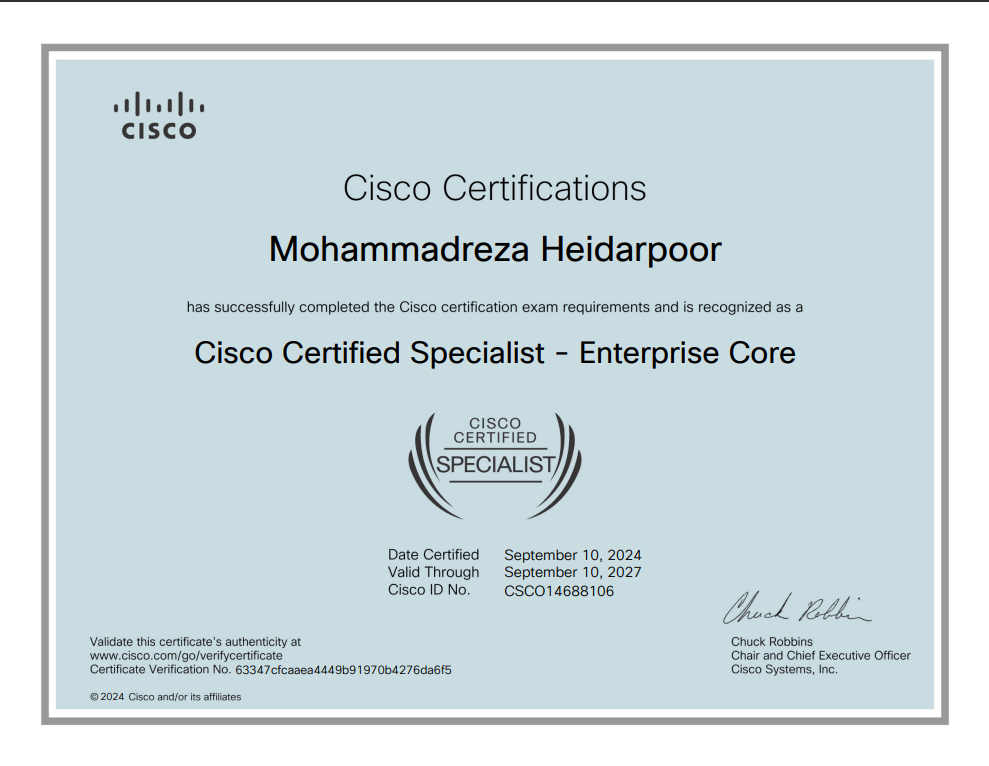 CISCO
Cisco Certifications
Mohammadreza Heidarpoor
has successfully completed the Cisco certification exam requirements and is recognized as a
Cisco Certified Specialist - Enterprise Core
CISCO
CERTIFIED
SPECIALIST
Date Certified September 10, 2024
Valid Through September 10, 2027
Cisco ID No. CSCO14688106
Chuck Robbins
Validate this certificate's authenticity at
www.cisco.com/go/verifycertificate
Certificate Verification No. 63347cfcaaea4449b91970b4276da6f5
Chuck Robbins
Chair and Chief Executive Officer
Cisco Systems, Inc.
© 2024 Cisco and/or its affiliates